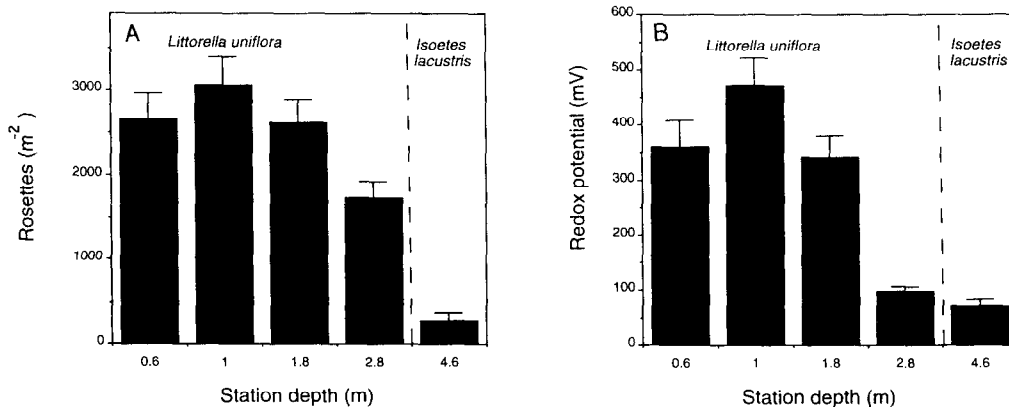 A
Littorella uniflora
Isoetes
lacustris
Rosettes (m⁻²)
3000
2000
1000
0
0.6 1 1.8 2.8 4.6
Station depth (m)
B
Littorella uniflora
Isoetes
lacustris
Redox potential (mV)
600
500
400
300
200
100
0
0.6 1 1.8 2.8 4.6
Station depth (m)